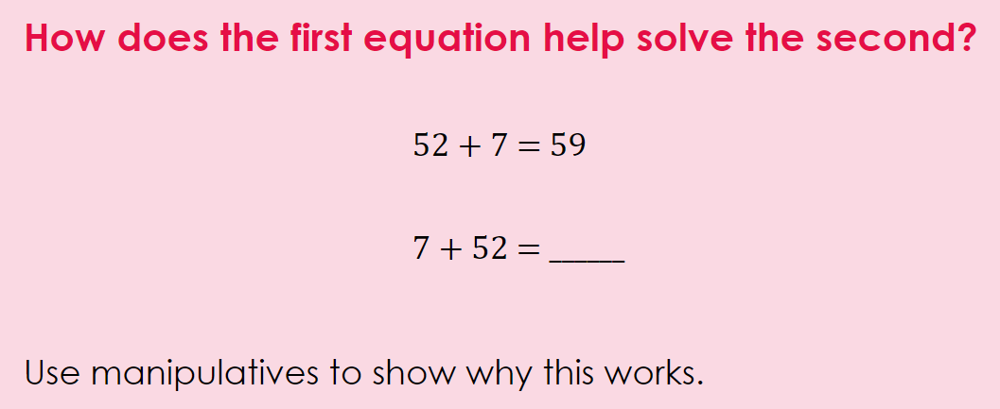 How does the first equation help solve the second?
52 + 7 = 59
7 + 52 = ______
Use manipulatives to show why this works.